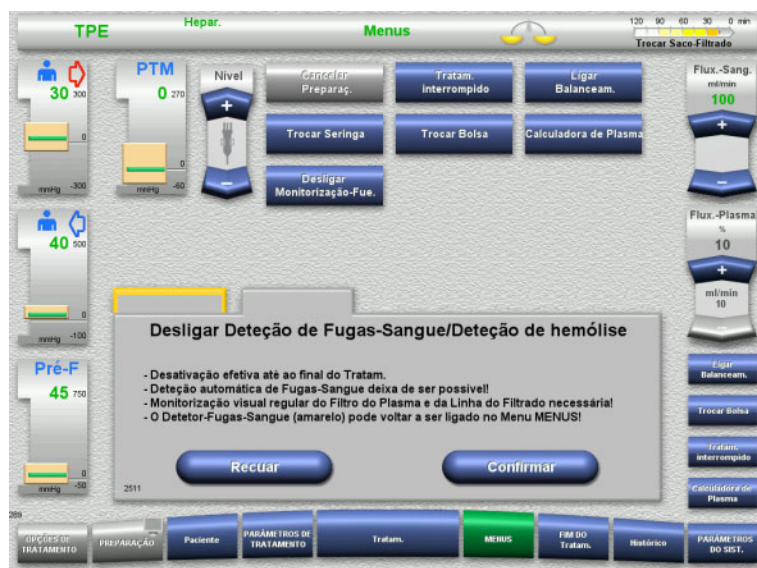 TPE
Hepar.
Menus
120 90 60 30 0 min
Trocar Saco-Filtrado
30 300
0
mmHg -300
PTM
0 270
0
mmHg -60
Nível
+
–
Cancelar
Preparaç.
Tratam.
interrompido
Ligar
Balanceam.
Trocar Seringa
Trocar Bolsa
Calculadora de Plasma
Desligar
Monitorização-Fue.
Flux.-Sang.
ml/min
100
+
–
40 500
0
mmHg -100
Flux.-Plasma
%
10
+
ml/min
10
–
Desligar Deteção de Fugas-Sangue/Deteção de hemólise
- Desativação efetiva até ao final do Tratam.
- Deteção automática de Fugas-Sangue deixa de ser possivel!
- Monitorização visual regular do Filtro do Plasma e da Linha do Filtrado necessária!
- O Detetor-Fugas-Sangue (amarelo) pode voltar a ser ligado no Menu MENUS!
Recuar
Confirmar
2511
Pré-F
45 750
0
mmHg -50
Ligar
Balanceam.
Trocar Bolsa
Tratam.
interrompido
Calculadora de
Plasma
269
OPÇÕES DE
TRATAMENTO
PREPARAÇÃO
Paciente
PARÂMETROS DE
TRATAMENTO
Tratam.
MENUS
FIM DO
Tratam.
Histórico
PARÂMETROS
DO SIST.